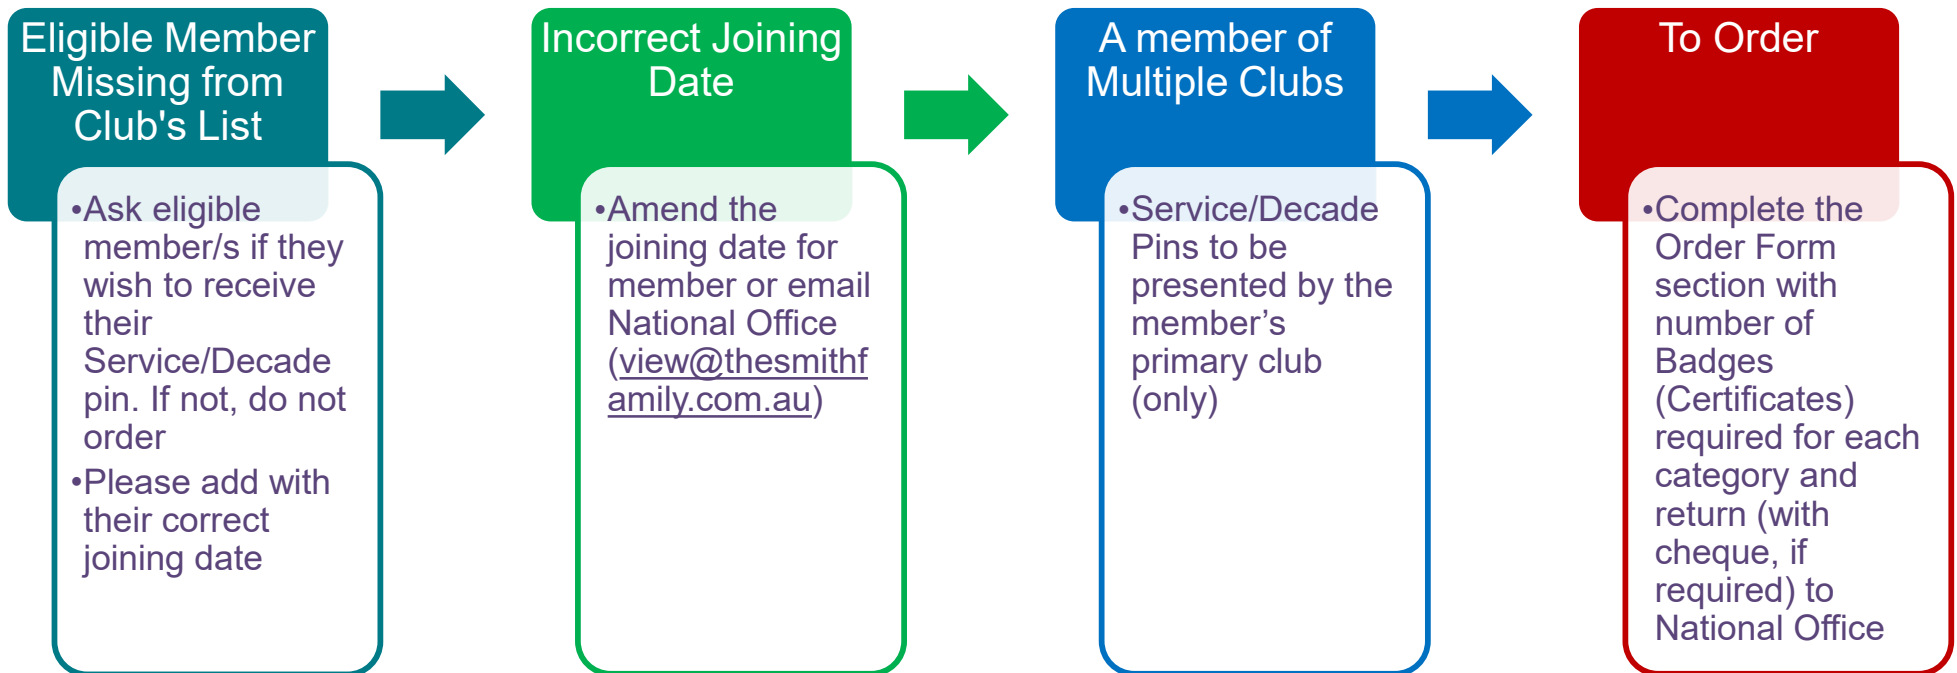 Eligible Member
Missing from
Club's List
•Ask eligible
member/s if they
wish to receive
their
Service/Decade
pin. If not, do not
order
•Please add with
their correct
joining date
Incorrect Joining
Date
•Amend the
joining date for
member or email
National Office
(view@thesmithf
amily.com.au)
A member of
Multiple Clubs
•Service/Decade
Pins to be
presented by the
member’s
primary club
(only)
To Order
•Complete the
Order Form
section with
number of
Badges
(Certificates)
required for each
category and
return (with
cheque, if
required) to
National Office